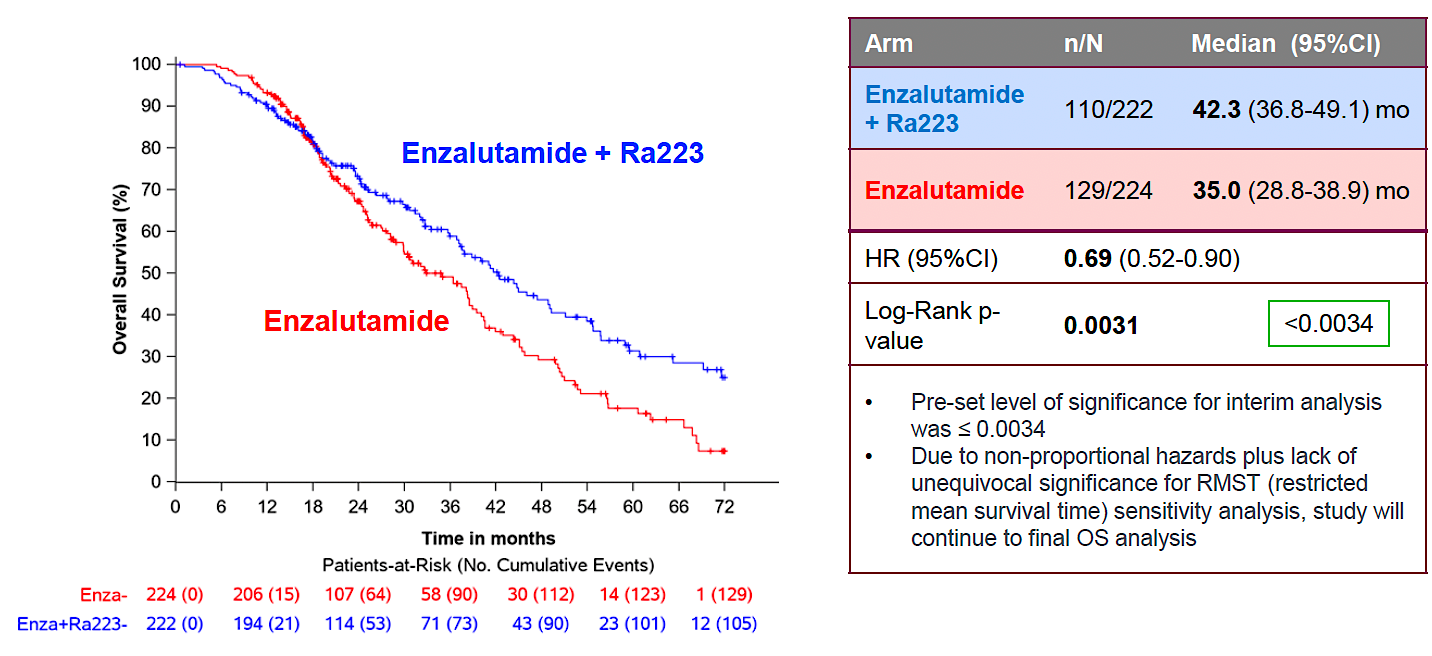 Overall Survival (%)
100
90
80
70
60
50
40
30
20
10
0
Enzalutamide + Ra223
Enzalutamide
0 6 12 18 24 30 36 42 48 54 60 66 72
Time in months
Patients-at-Risk (No. Cumulative Events)
Enza- 224 (0) 206 (15) 107 (64) 58 (90) 30 (112) 14 (123) 1 (129)
Enza+Ra223- 222 (0) 194 (21) 114 (53) 71 (73) 43 (90) 23 (101) 12 (105)
Arm n/N Median (95%CI)
Enzalutamide
+ Ra223 110/222 42.3 (36.8-49.1) mo
Enzalutamide 129/224 35.0 (28.8-38.9) mo
HR (95%CI) 0.69 (0.52-0.90)
Log-Rank p-
value 0.0031 <0.0034
• Pre-set level of significance for interim analysis
was ≤ 0.0034
• Due to non-proportional hazards plus lack of
unequivocal significance for RMST (restricted
mean survival time) sensitivity analysis, study will
continue to final OS analysis